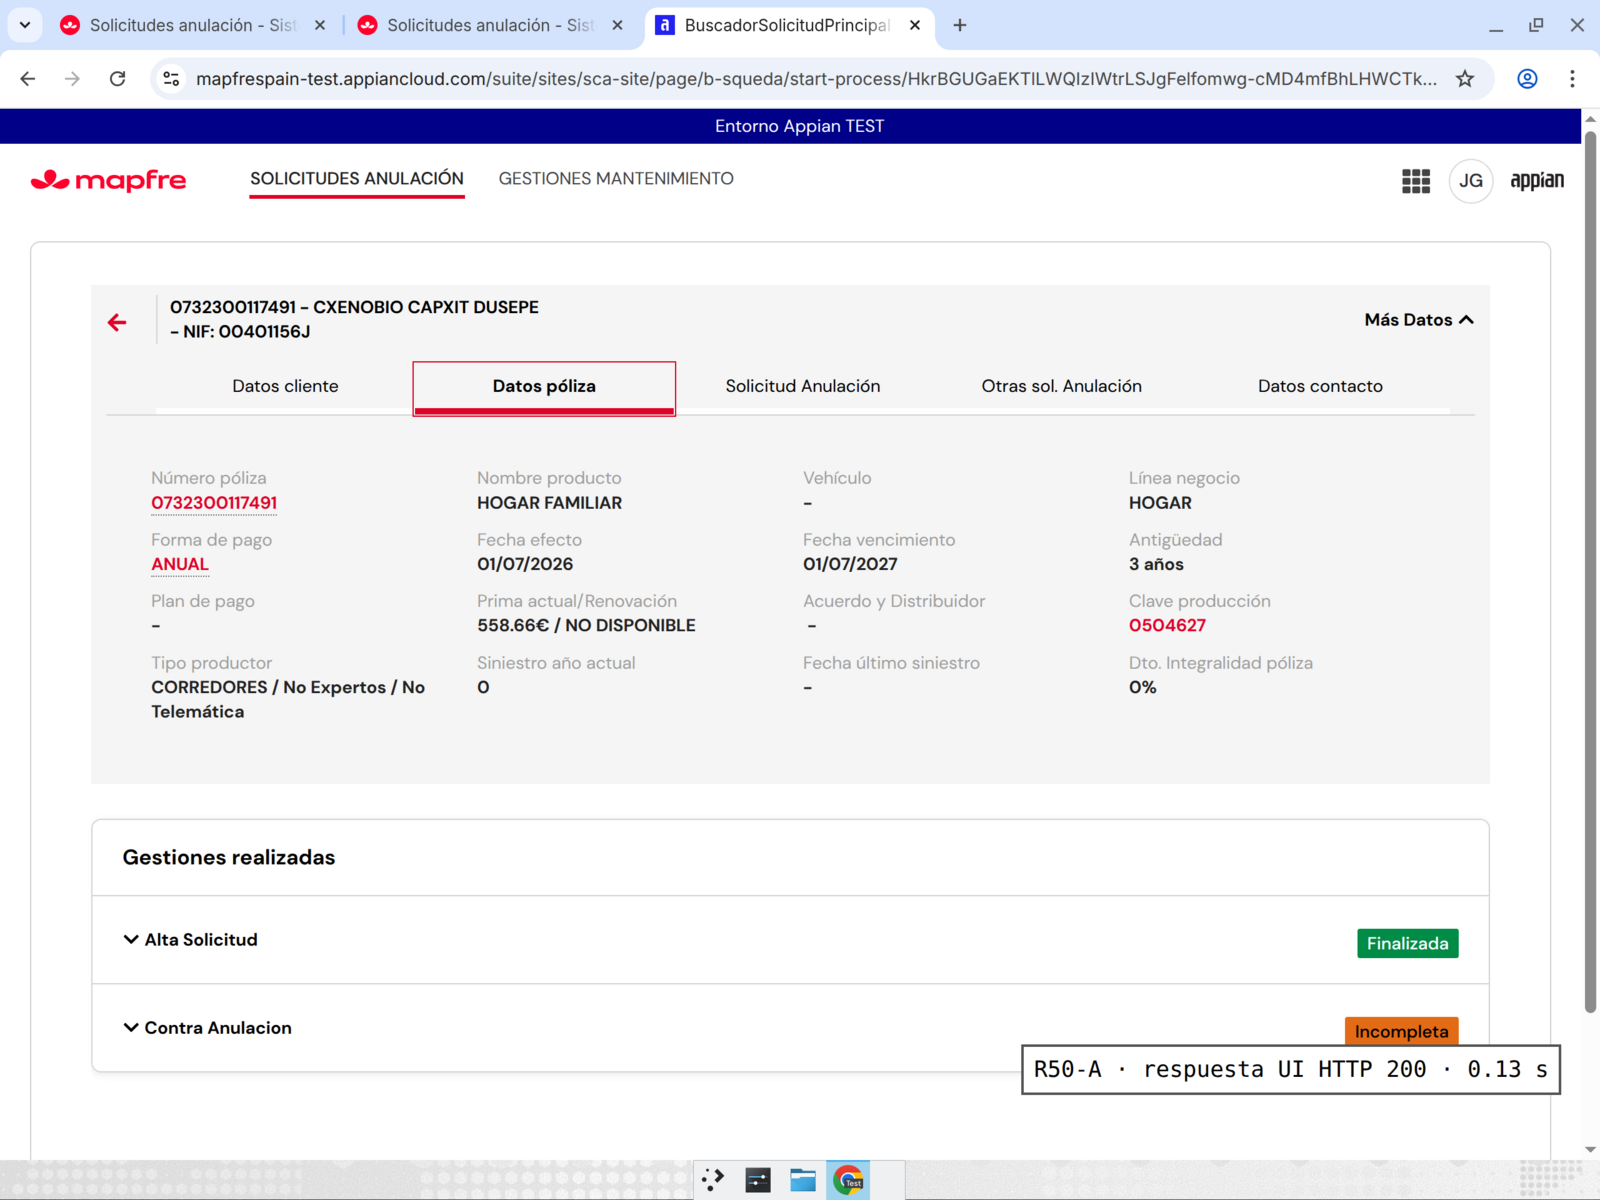 Solicitudes anulación - Sist
Solicitudes anulación - Sist
BuscadorSolicitudPrincipal
mapfrespain-test.appiancloud.com/suite/sites/sca-site/page/b-squeda/start-process/HkrBGUGaEKTlLWQIzIWtrLSJgFelfomwg-cMD4mfBhLHWCTk...
Entorno Appian TEST
mapfre
SOLICITUDES ANULACIÓN
GESTIONES MANTENIMIENTO
JG
appian
0732300117491 - CXENOBIO CAPXIT DUSEPE
- NIF: 00401156J
Más Datos
Datos cliente
Datos póliza
Solicitud Anulación
Otras sol. Anulación
Datos contacto
Número póliza
0732300117491
Nombre producto
HOGAR FAMILIAR
Vehículo
-
Línea negocio
HOGAR
Forma de pago
ANUAL
Fecha efecto
01/07/2026
Fecha vencimiento
01/07/2027
Antigüedad
3 años
Plan de pago
-
Prima actual/Renovación
558.66€ / NO DISPONIBLE
Acuerdo y Distribuidor
-
Clave producción
0504627
Tipo productor
CORREDORES / No Expertos / No
Telemática
Siniestro año actual
0
Fecha último siniestro
-
Dto. Integralidad póliza
0%
Gestiones realizadas
Alta Solicitud
Finalizada
Contra Anulacion
Incompleta
R50-A · respuesta UI HTTP 200 · 0.13 s
Test